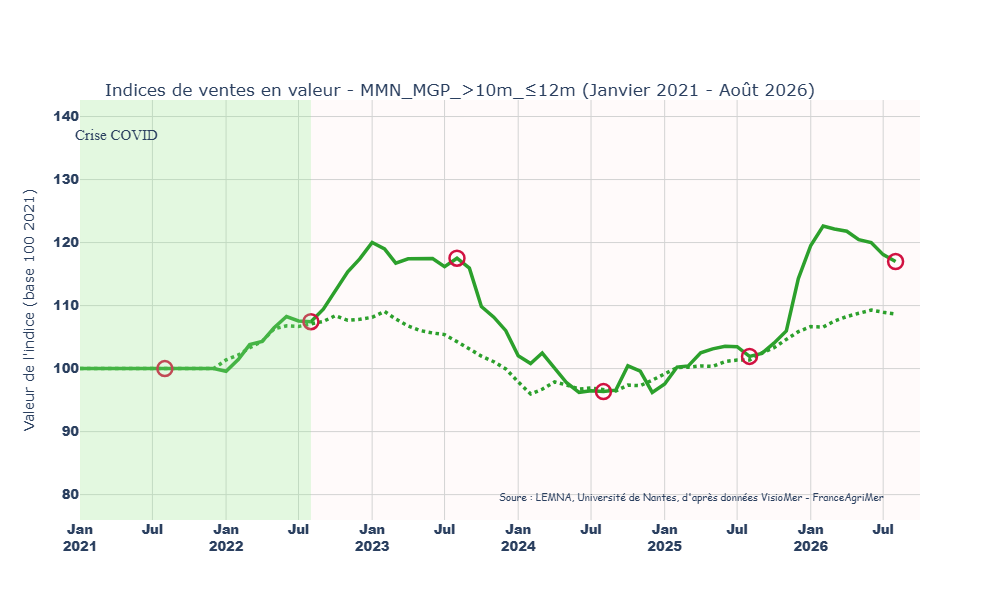 Indices de ventes en valeur - MMN_MGP_>10m_≤12m (Janvier 2021 - Août 2026)
Crise COVID
Valeur de l'indice (base 100 2021)
140
130
120
110
100
90
80
Soure : LEMNA, Université de Nantes, d'après données VisioMer - FranceAgriMer
Jan Jul Jan Jul Jan Jul Jan Jul Jan Jul Jan Jul
2021 2022 2023 2024 2025 2026